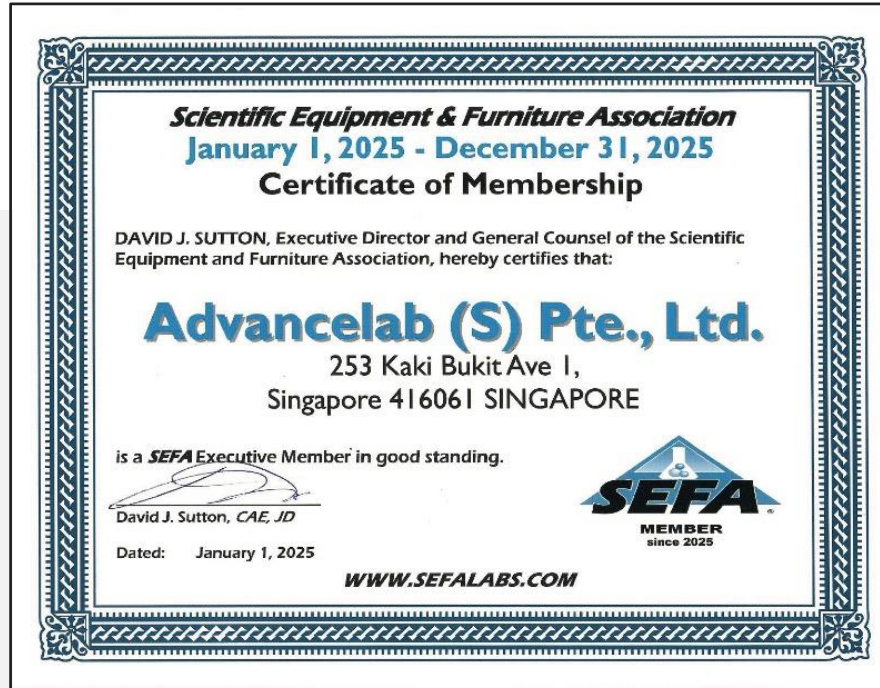 Scientific Equipment & Furniture Association
January 1, 2025 - December 31, 2025
Certificate of Membership
DAVID J. SUTTON, Executive Director and General Counsel of the Scientific
Equipment and Furniture Association, hereby certifies that:
Advancelab (S) Pte., Ltd.
253 Kaki Bukit Ave 1,
Singapore 416061 SINGAPORE
is a SEFA Executive Member in good standing.
David J. Sutton, CAE, JD
Dated: January 1, 2025
SEFA®
MEMBER
since 2025
WWW.SEFALABS.COM